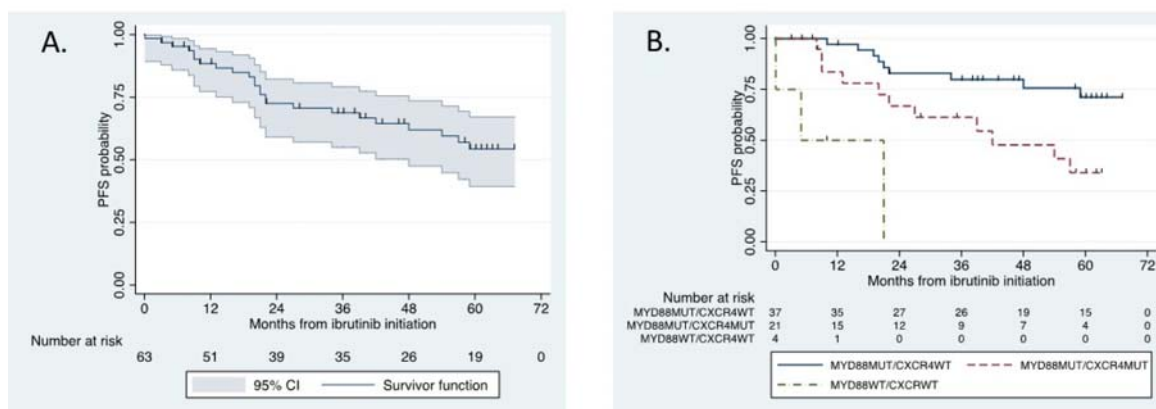 A.
PFS probability
1.00
0.75
0.50
0.25
0.00
0 12 24 36 48 60 72
Months from ibrutinib initiation
Number at risk
63 51 39 35 26 19 0
95% CI Survivor function
B.
PFS probability
1.00
0.75
0.50
0.25
0.00
0 12 24 36 48 60 72
Months from ibrutinib initiation
Number at risk
MYD88MUT/CXCR4WT 37 35 27 26 19 15 0
MYD88MUT/CXCR4MUT 21 15 12 9 7 4 0
MYD88WT/CXCR4WT 4 1 0 0 0 0 0
MYD88MUT/CXCR4WT MYD88MUT/CXCR4MUT
MYD88WT/CXCRWT